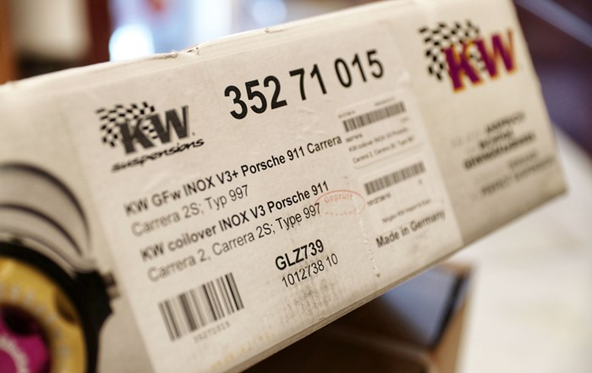 352 71 015
KW
suspensions
KW
KW GFw INOX V3+ Porsche 911 Carrera
Carrera 2S; Typ 997
KW coilover INOX V3 Porsche 911
Carrera 2, Carrera 2S; Type 997
Geprüft
GLZ739
1012738 10
Made in Germany